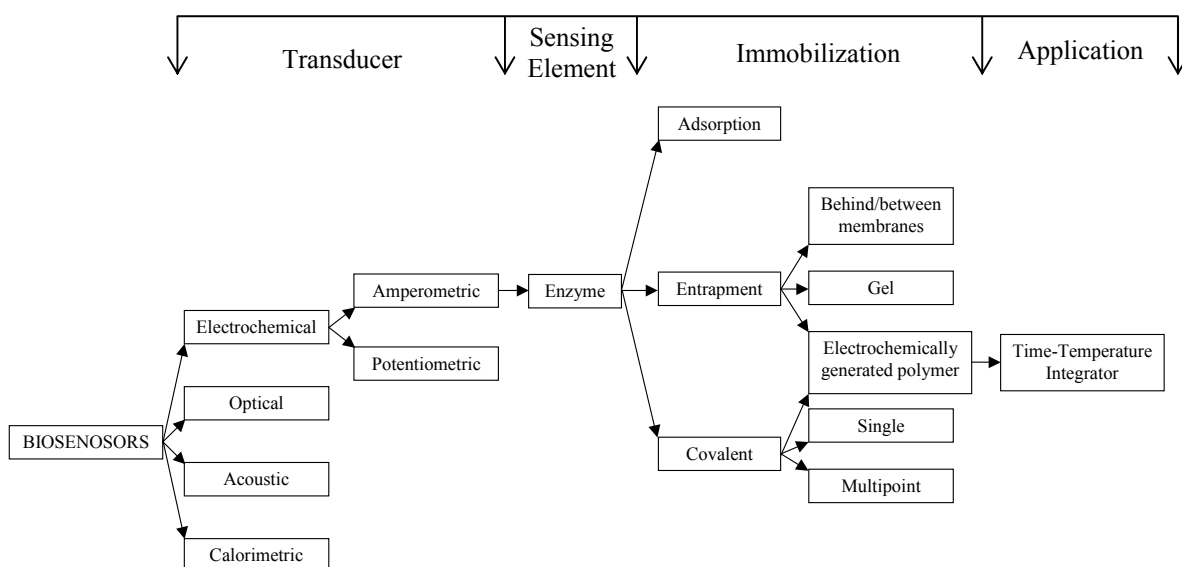 Transducer
Sensing
Element
Immobilization
Application
Adsorption
Behind/between
membranes
Amperometric
Enzyme
Entrapment
Gel
Electrochemical
Potentiometric
Electrochemically
generated polymer
Time-Temperature
Integrator
Optical
Single
BIOSENOSORS
Covalent
Acoustic
Multipoint
Calorimetric